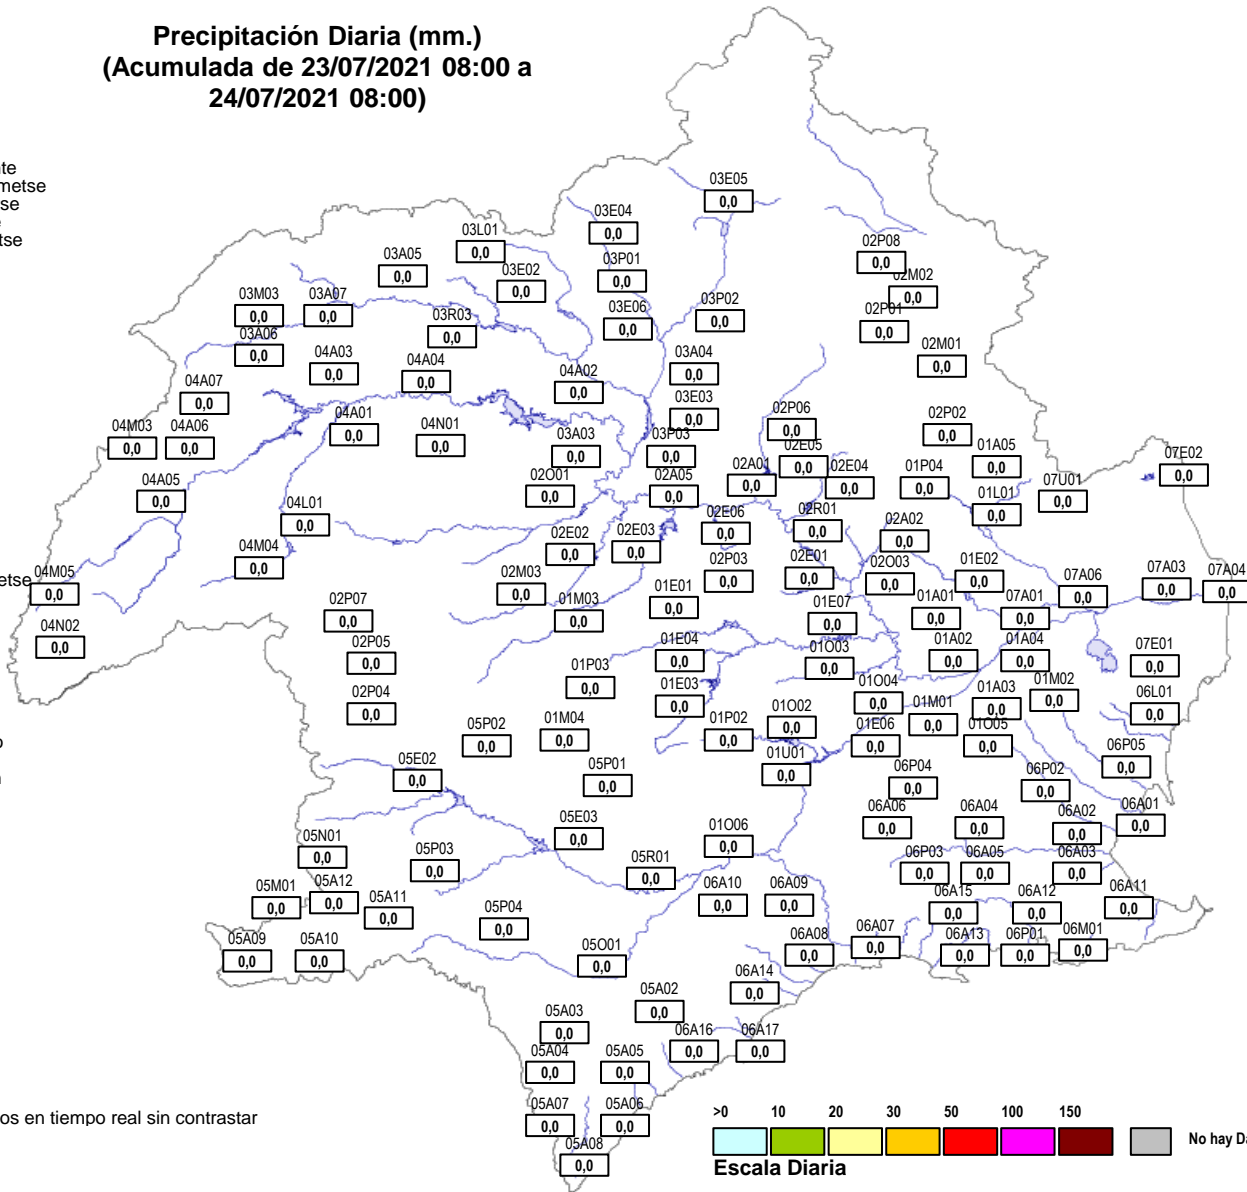 Precipitación Diaria (mm.)
(Acumulada de 23/07/2021 08:00 a
24/07/2021 08:00)
nte
metse
se
e
tse
03E05
0,0
03E04
0,0
03L01
0,0
03A05
0,0
03E02
0,0
03P01
0,0
02P08
0,0
02M02
0,0
03M03
0,0
03A07
0,0
03R03
0,0
03E06
0,0
03P02
0,0
02P01
0,0
03A06
0,0
04A03
0,0
04A04
0,0
04A02
0,0
03A04
0,0
02M01
0,0
04A07
0,0
03E03
0,0
04M03
0,0
04A06
0,0
04A01
0,0
04N01
0,0
03A03
0,0
03P03
0,0
02P06
0,0
02E05
0,0
02P02
0,0
01A05
0,0
07E02
0,0
04A05
0,0
02O01
0,0
02A05
0,0
02A01
0,0
02E04
0,0
01P04
0,0
01L01
0,0
07U01
0,0
04L01
0,0
02E06
0,0
02R01
0,0
02A02
0,0
04M04
0,0
02E02
0,0
02E03
0,0
metse
04M05
0,0
02M03
0,0
02P03
0,0
02E01
0,0
02O03
0,0
01E02
0,0
07A06
0,0
07A03
0,0
07A04
0,0
02P07
0,0
01M03
0,0
01E01
0,0
01E07
0,0
01A01
0,0
07A01
0,0
04N02
0,0
02P05
0,0
01E04
0,0
01O03
0,0
01A02
0,0
01A04
0,0
07E01
0,0
01P03
0,0
01E03
0,0
01O04
0,0
01A03
0,0
01M02
0,0
06L01
0,0
02P04
0,0
05P02
0,0
01M04
0,0
01P02
0,0
01O02
0,0
01E06
0,0
01M01
0,0
01O05
0,0
05E02
0,0
05P01
0,0
01U01
0,0
06P04
0,0
06P02
0,0
06P05
0,0
05E03
0,0
01O06
0,0
06A06
0,0
06A04
0,0
06A02
0,0
06A01
0,0
05N01
0,0
05P03
0,0
05R01
0,0
06P03
0,0
06A05
0,0
06A03
0,0
05M01
0,0
05A12
0,0
05A11
0,0
06A10
0,0
06A09
0,0
06A15
0,0
06A12
0,0
06A11
0,0
05P04
0,0
05A09
0,0
05A10
0,0
05O01
0,0
06A08
0,0
06A07
0,0
06A13
0,0
06P01
0,0
06M01
0,0
06A14
0,0
05A02
0,0
05A03
0,0
06A16
0,0
06A17
0,0
05A04
0,0
05A05
0,0
05A07
0,0
05A06
0,0
05A08
0,0
os en tiempo real sin contrastar
>0 10 20 30 50 100 150
No hay Da
Escala Diaria